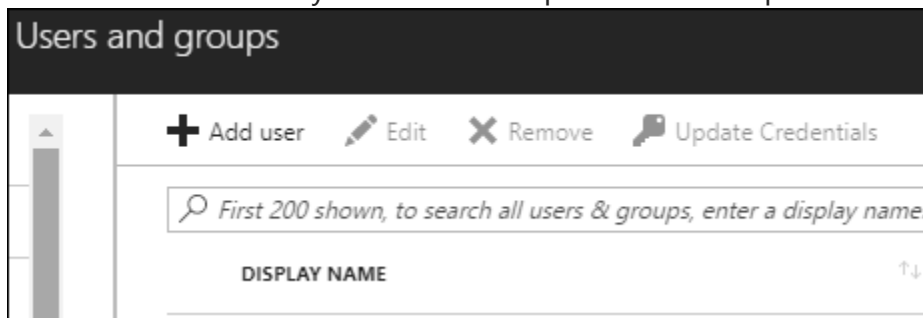 Users and groups
Add user Edit Remove Update Credentials
First 200 shown, to search all users & groups, enter a display name.
DISPLAY NAME